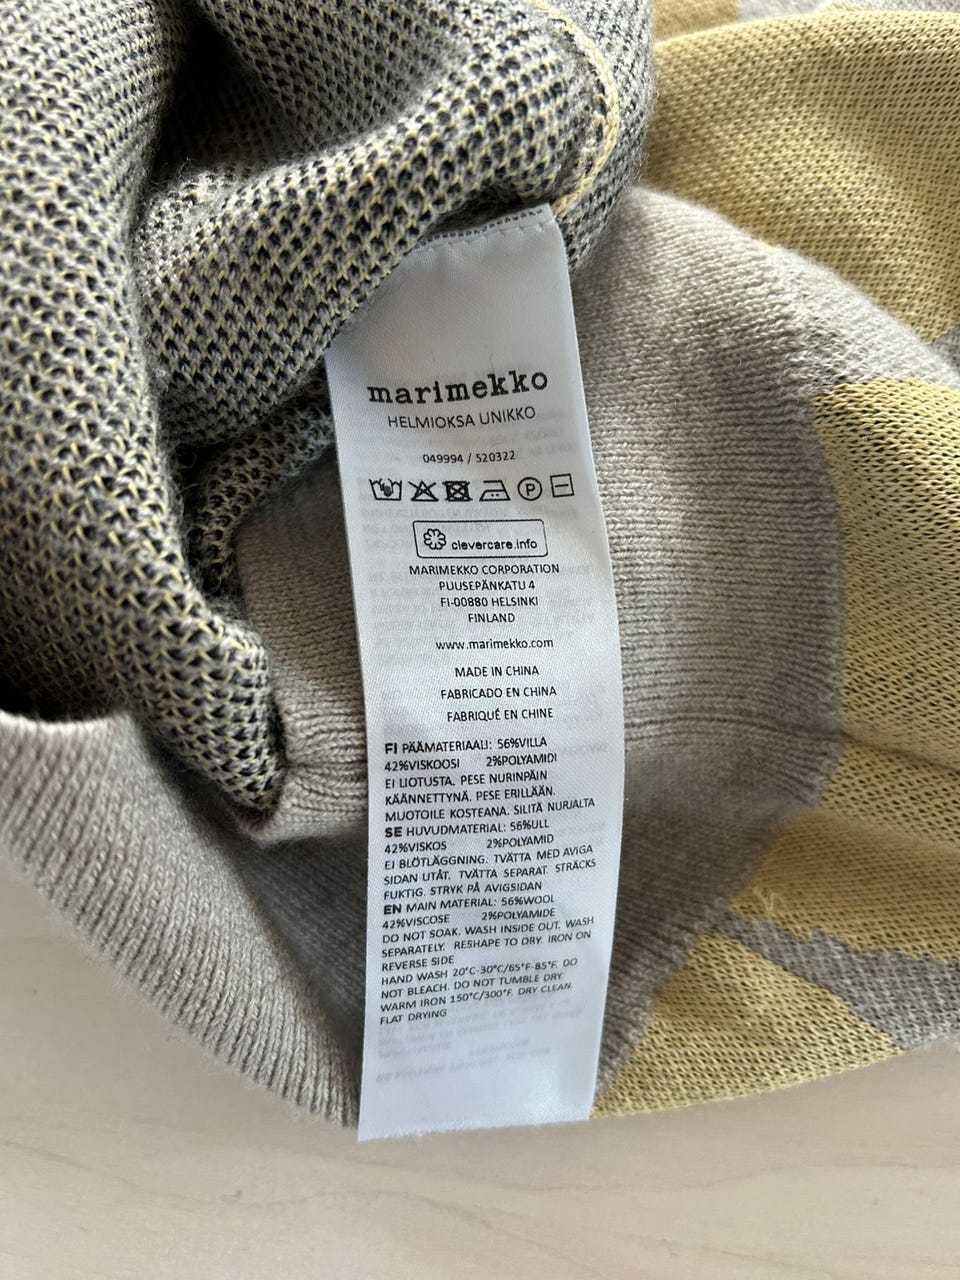 marimekko
HELMIOKSA UNIKKO
049994 / 520322
P
clevercare.info
MARIMEKKO CORPORATION
PUUSEPÄNKATU 4
FI-00880 HELSINKI
FINLAND
www.marimekko.com
MADE IN CHINA
FABRICADO EN CHINA
FABRIQUÉ EN CHINE
FI PÄÄMATERIAALI: 56%VILLA
42%VISKOOSI 2%POLYAMIDI
EI LIOTUSTA. PESE NURINPÄIN
KÄÄNNETTYNÄ. PESE ERILLÄÄN.
MUOTOILE KOSTEANA. SILITÄ NURJALTA
SE HUVUDMATERIAL: 56%ULL
42%VISKOS 2%POLYAMID
EJ BLÖTLÄGGNING. TVÄTTA MED AVIGA
SIDAN UTÅT. TVÄTTA SEPARAT. STRÄCKS
FUKTIG. STRYK PÅ AVIGSIDAN
EN MAIN MATERIAL: 56%WOOL
42%VISCOSE 2%POLYAMIDE
DO NOT SOAK. WASH INSIDE OUT. WASH
SEPARATELY. RESHAPE TO DRY. IRON ON
REVERSE SIDE
HAND WASH 20°C-30°C/65°F-85°F. DO
NOT BLEACH. DO NOT TUMBLE DRY.
WARM IRON 150°C/300°F. DRY CLEAN.
FLAT DRYING